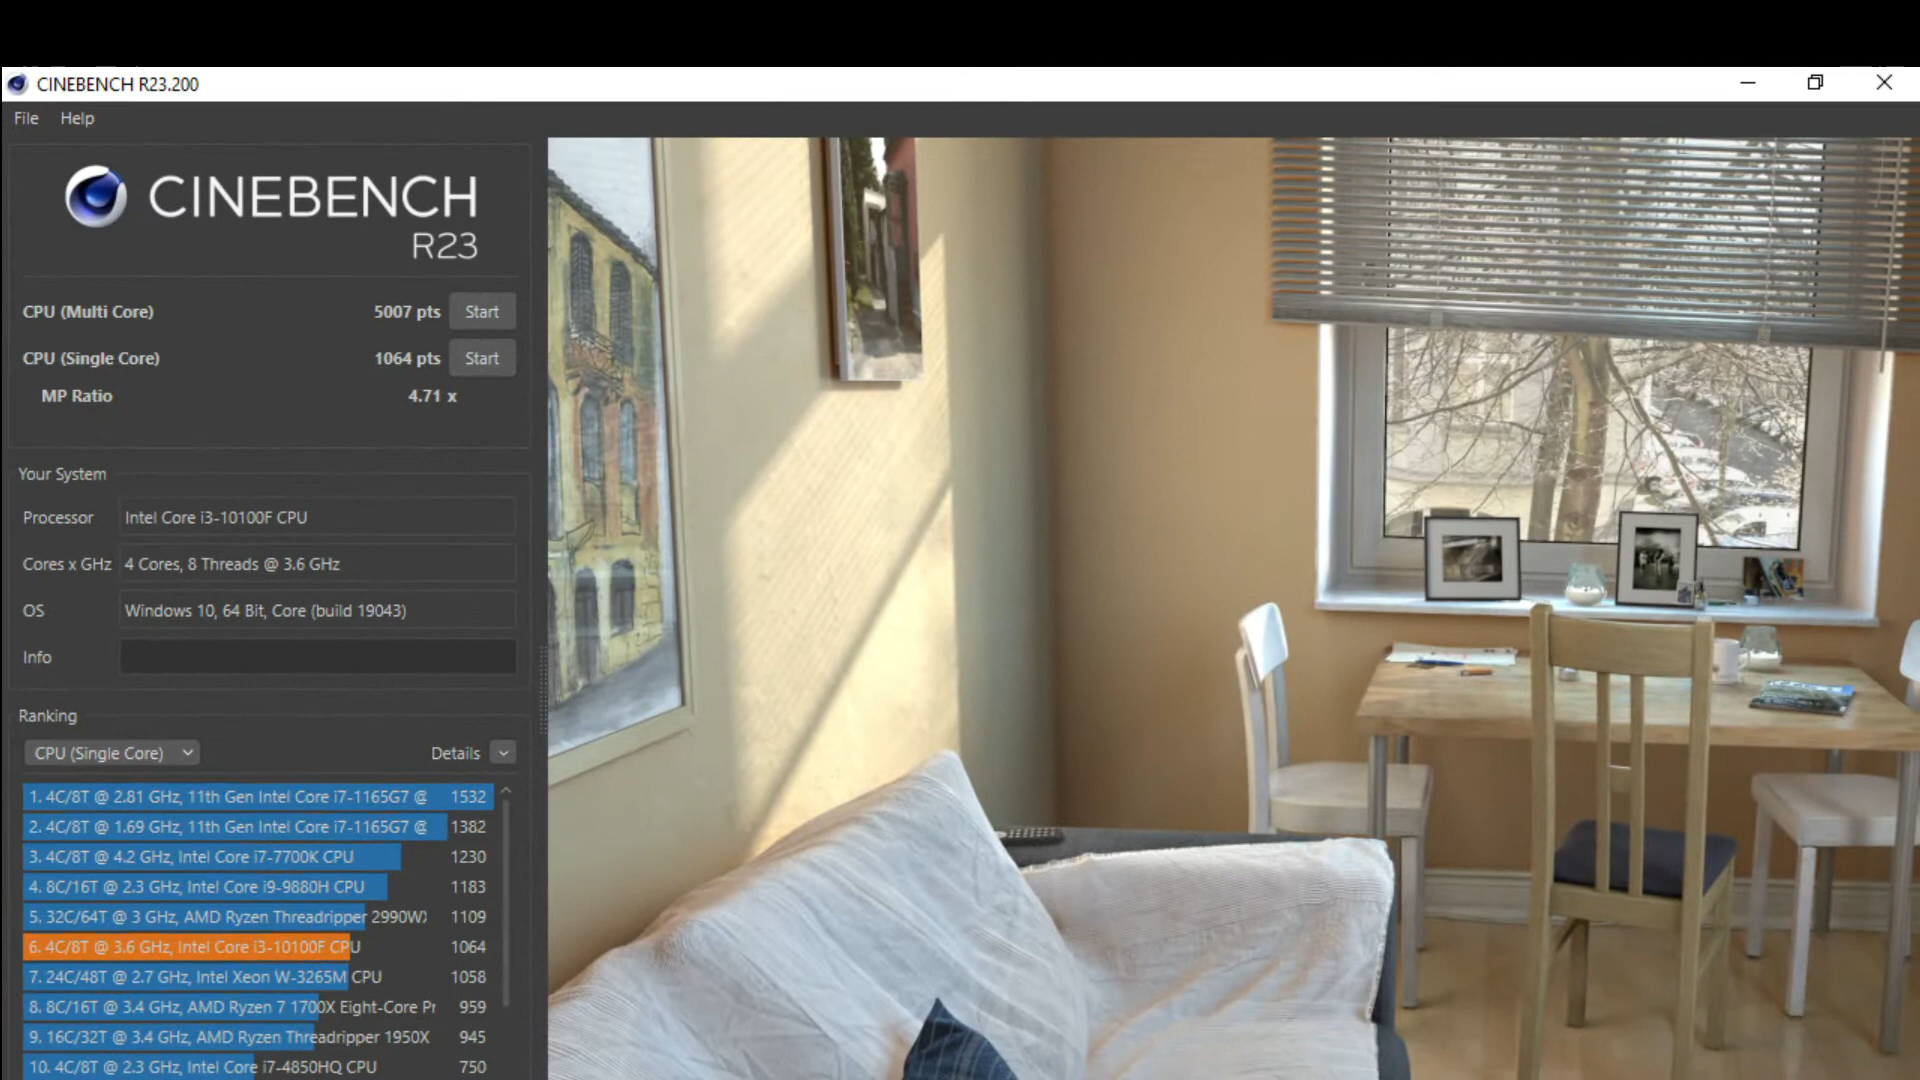 CINEBENCH R23.200
File Help
CINEBENCH
R23
CPU (Multi Core) 5007 pts Start
CPU (Single Core) 1064 pts Start
MP Ratio 4.71 x
Your System
Processor Intel Core i3-10100F CPU
Cores x GHz 4 Cores, 8 Threads @ 3.6 GHz
OS Windows 10, 64 Bit, Core (build 19043)
Info
Ranking
CPU (Single Core) Details
1. 4C/8T @ 2.81 GHz, 11th Gen Intel Core i7-1165G7 @ 1532
2. 4C/8T @ 1.69 GHz, 11th Gen Intel Core i7-1165G7 @ 1382
3. 4C/8T @ 4.2 GHz, Intel Core i7-7700K CPU 1230
4. 8C/16T @ 2.3 GHz, Intel Core i9-9880H CPU 1183
5. 32C/64T @ 3 GHz, AMD Ryzen Threadripper 2990WX 1109
6. 4C/8T @ 3.6 GHz, Intel Core i3-10100F CPU 1064
7. 24C/48T @ 2.7 GHz, Intel Xeon W-3265M CPU 1058
8. 8C/16T @ 3.4 GHz, AMD Ryzen 7 1700X Eight-Core Pr 959
9. 16C/32T @ 3.4 GHz, AMD Ryzen Threadripper 1950X 945
10. 4C/8T @ 2.3 GHz, Intel Core i7-4850HQ CPU 750